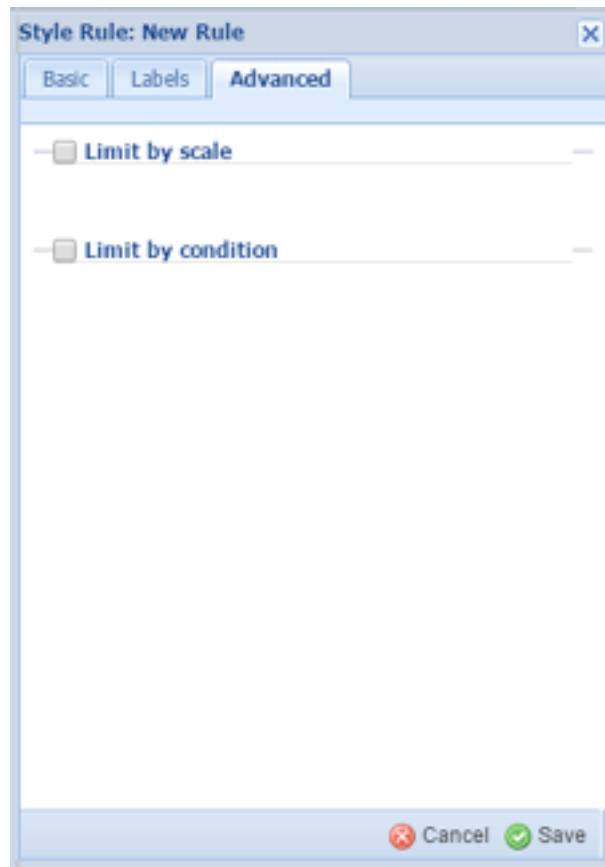 Style Rule: New Rule
Basic Labels Advanced
Limit by scale
Limit by condition
Cancel Save